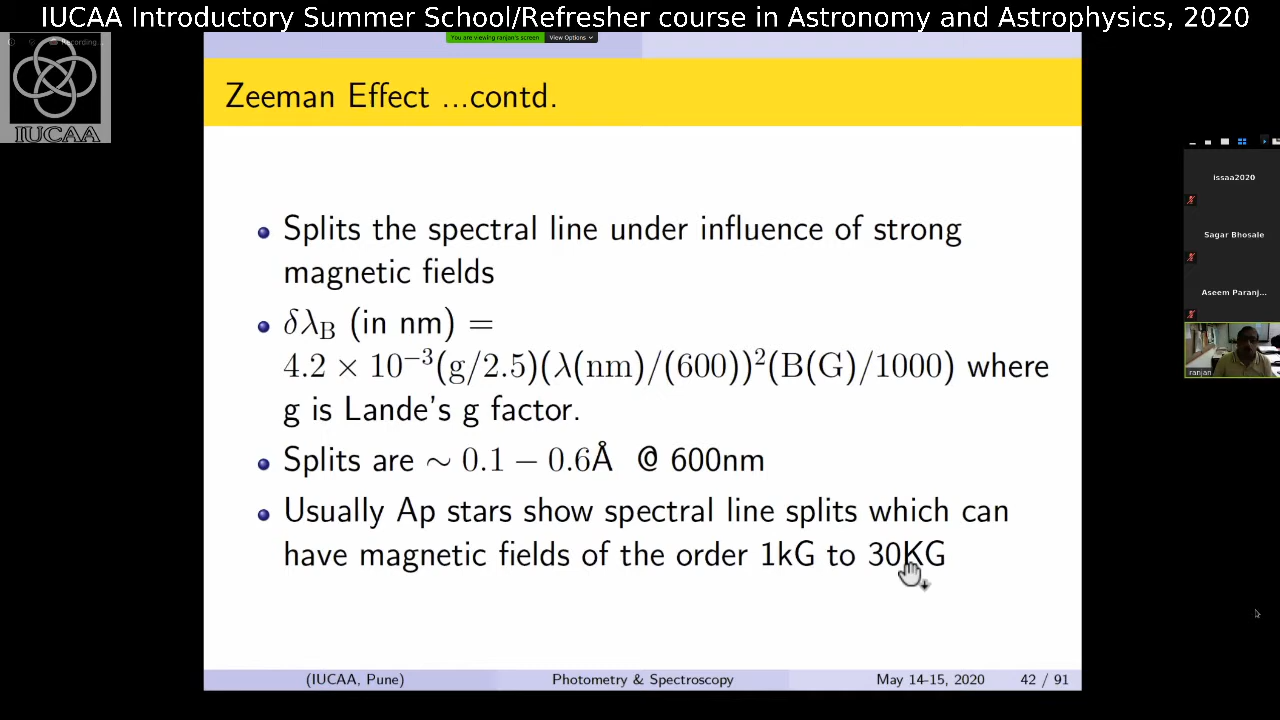 IUCAA Introductory Summer School/Refresher course in Astronomy and Astrophysics, 2020
You are viewing ranjan's screen View Options
Recording...
IUCAA
Zeeman Effect ...contd.
Splits the spectral line under influence of strong
magnetic fields
δλ_B (in nm) =
4.2 × 10⁻³(g/2.5)(λ(nm)/(600))²(B(G)/1000) where
g is Lande's g factor.
Splits are ∼ 0.1 − 0.6Å @ 600nm
Usually Ap stars show spectral line splits which can
have magnetic fields of the order 1kG to 30KG
(IUCAA, Pune) Photometry & Spectroscopy May 14-15, 2020 42 / 91
issaa2020
Sagar Bhosale
Aseem Paranj...
ranjan